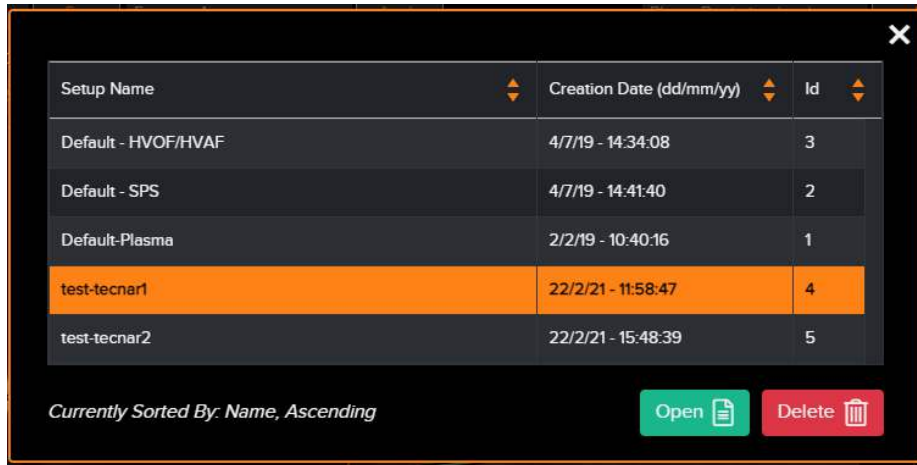 Setup Name Creation Date (dd/mm/yy) Id
Default - HVOF/HVAF 4/7/19 - 14:34:08 3
Default - SPS 4/7/19 - 14:41:40 2
Default-Plasma 2/2/19 - 10:40:16 1
test-tecnar1 22/2/21 - 11:58:47 4
test-tecnar2 22/2/21 - 15:48:39 5
Currently Sorted By: Name, Ascending Open Delete